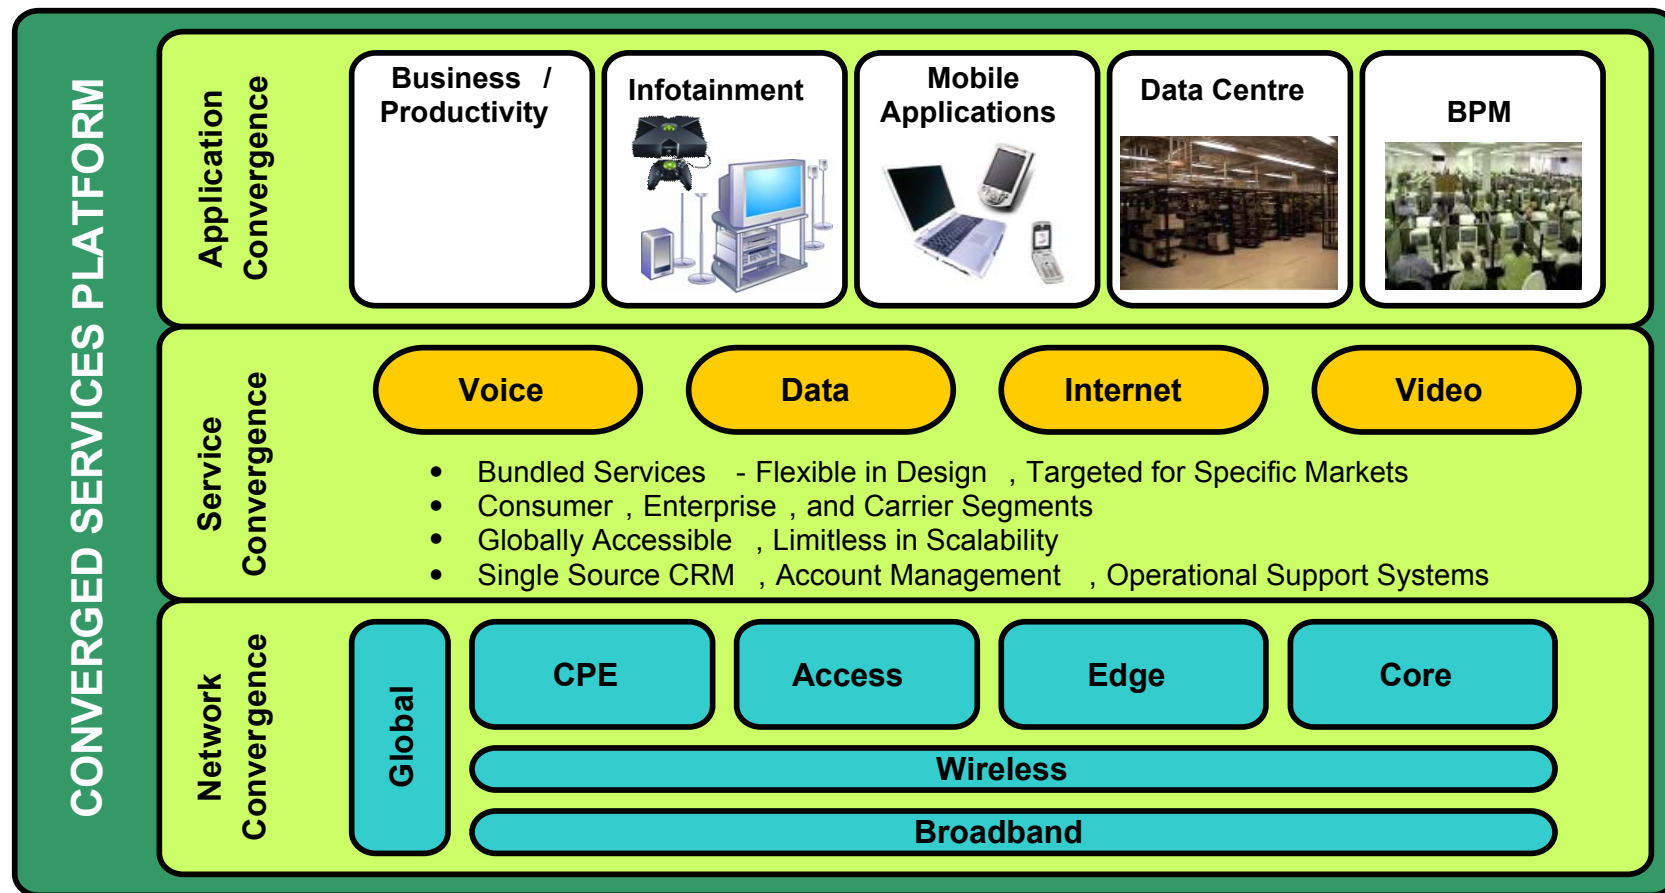 CONVERGED SERVICES PLATFORM
Application
Convergence
Business /
Productivity
Infotainment
Mobile
Applications
Data Centre
BPM
Service
Convergence
Voice
Data
Internet
Video
• Bundled Services - Flexible in Design , Targeted for Specific Markets
• Consumer , Enterprise , and Carrier Segments
• Globally Accessible , Limitless in Scalability
• Single Source CRM , Account Management , Operational Support Systems
Network
Convergence
Global
CPE
Access
Edge
Core
Wireless
Broadband